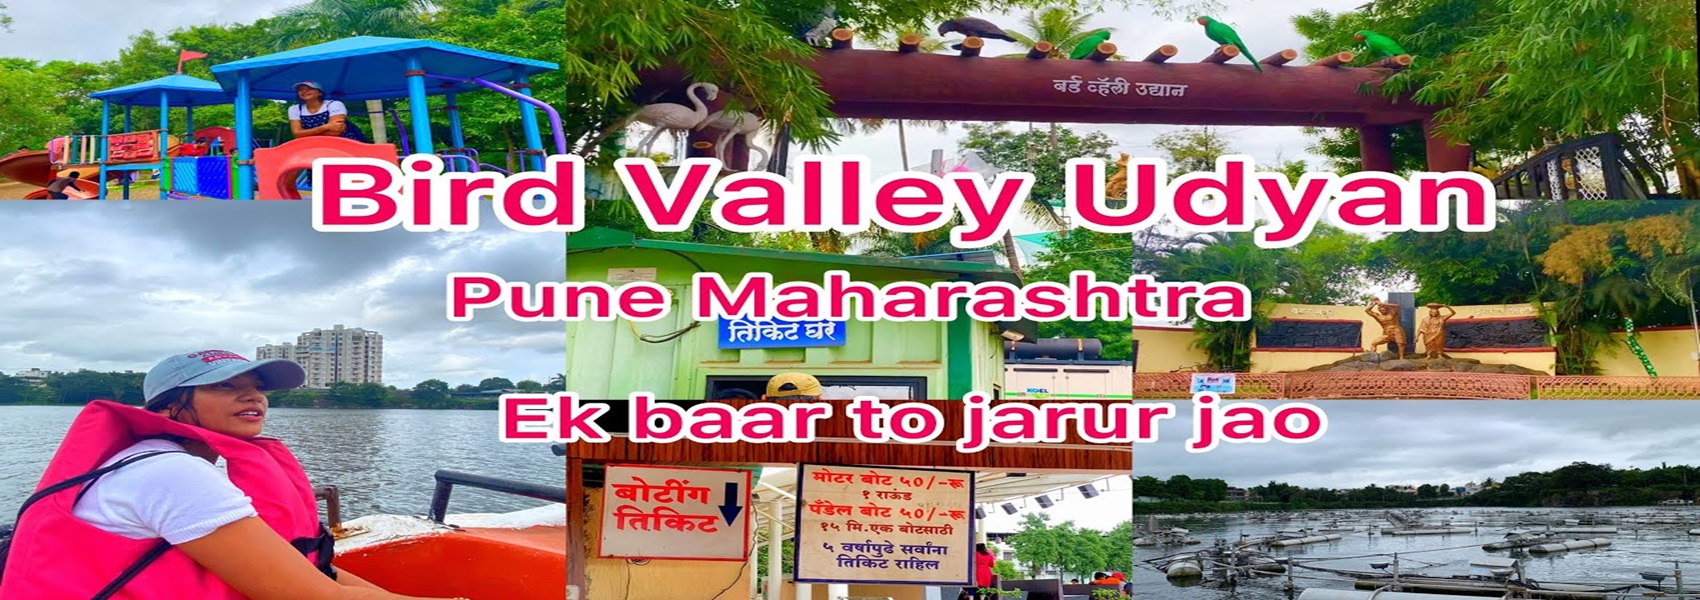 बर्ड व्हॅली उद्यान
Bird Valley Udyan
Pune Maharashtra
तिकिट घर
KOEL
Ek baar to jarur jao
बोटींग
तिकिट
मोटर बोट ५०/-रू
१ राऊंड
पॅंडेल बोट ५०/-रू
१५ मि.एक बोटसाठी
५ वर्षापुढे सर्वांना
तिकिट राहिल